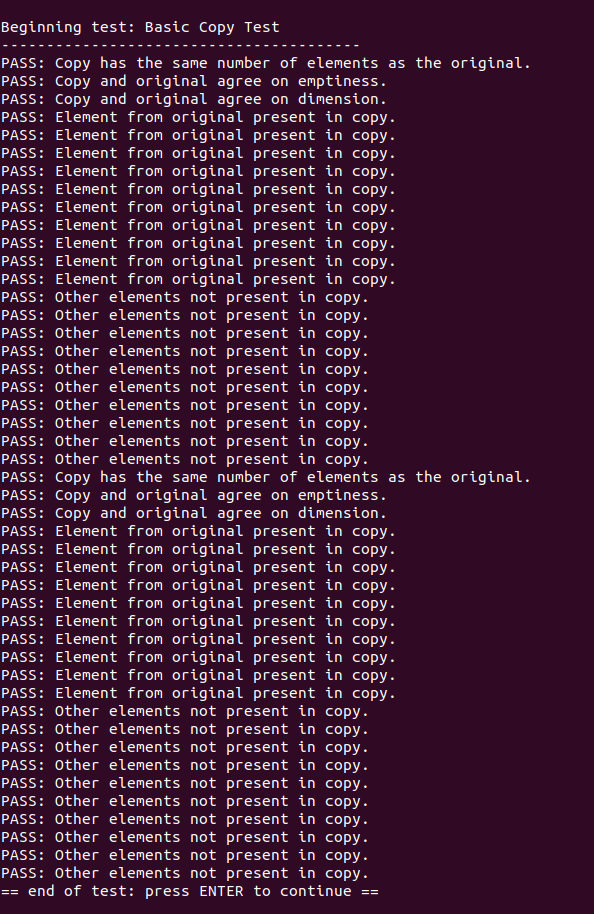 Beginning test: Basic Copy Test
----------------------------------------
PASS: Copy has the same number of elements as the original.
PASS: Copy and original agree on emptiness.
PASS: Copy and original agree on dimension.
PASS: Element from original present in copy.
PASS: Element from original present in copy.
PASS: Element from original present in copy.
PASS: Element from original present in copy.
PASS: Element from original present in copy.
PASS: Element from original present in copy.
PASS: Element from original present in copy.
PASS: Element from original present in copy.
PASS: Element from original present in copy.
PASS: Element from original present in copy.
PASS: Other elements not present in copy.
PASS: Other elements not present in copy.
PASS: Other elements not present in copy.
PASS: Other elements not present in copy.
PASS: Other elements not present in copy.
PASS: Other elements not present in copy.
PASS: Other elements not present in copy.
PASS: Other elements not present in copy.
PASS: Other elements not present in copy.
PASS: Other elements not present in copy.
PASS: Copy has the same number of elements as the original.
PASS: Copy and original agree on emptiness.
PASS: Copy and original agree on dimension.
PASS: Element from original present in copy.
PASS: Element from original present in copy.
PASS: Element from original present in copy.
PASS: Element from original present in copy.
PASS: Element from original present in copy.
PASS: Element from original present in copy.
PASS: Element from original present in copy.
PASS: Element from original present in copy.
PASS: Element from original present in copy.
PASS: Element from original present in copy.
PASS: Other elements not present in copy.
PASS: Other elements not present in copy.
PASS: Other elements not present in copy.
PASS: Other elements not present in copy.
PASS: Other elements not present in copy.
PASS: Other elements not present in copy.
PASS: Other elements not present in copy.
PASS: Other elements not present in copy.
PASS: Other elements not present in copy.
PASS: Other elements not present in copy.
== end of test: press ENTER to continue ==